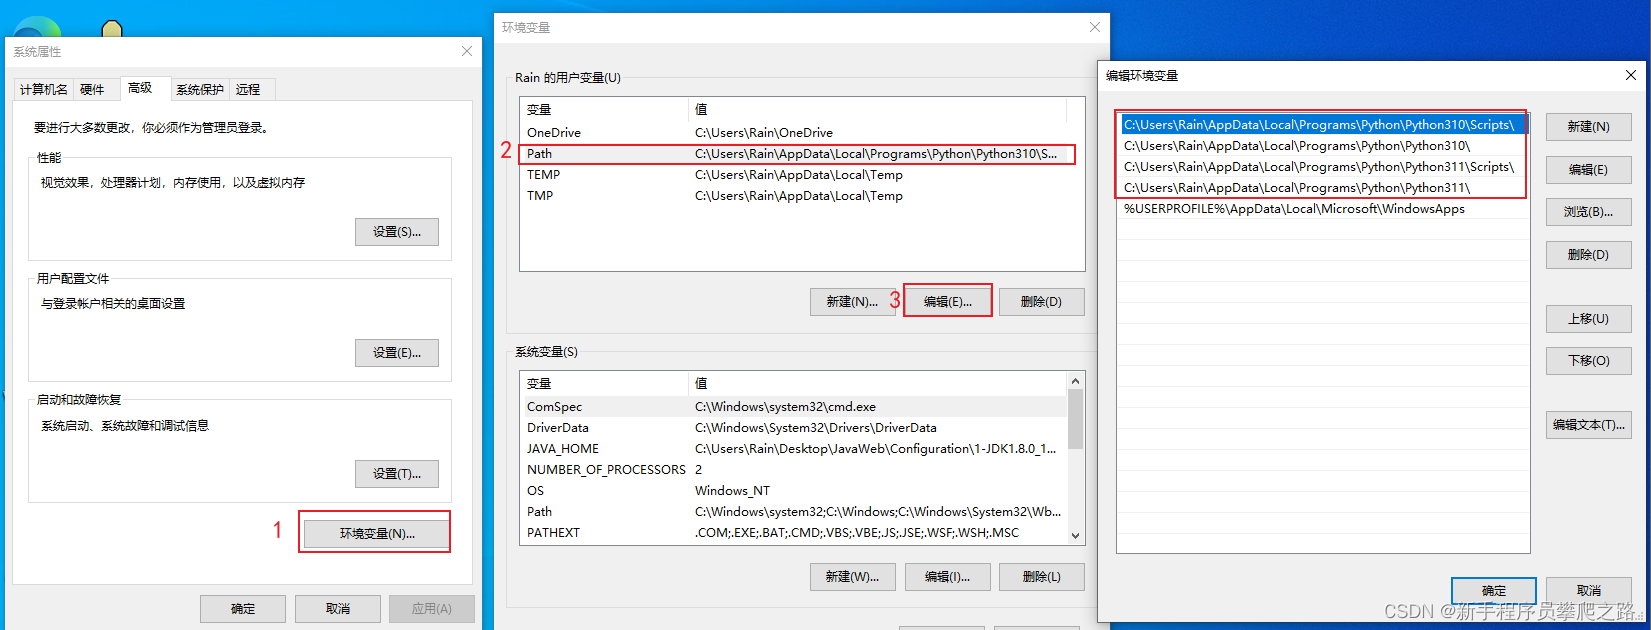 系统属性
计算机名 硬件 高级 系统保护 远程
要进行大多数更改，你必须作为管理员登录。
性能
视觉效果，处理器计划，内存使用，以及虚拟内存
设置(S)...
用户配置文件
与登录帐户相关的桌面设置
设置(E)...
启动和故障恢复
系统启动、系统故障和调试信息
设置(T)...
1
环境变量(N)...
确定 取消 应用(A)
环境变量
Rain 的用户变量(U)
变量 值
OneDrive C:\Users\Rain\OneDrive
2
Path C:\Users\Rain\AppData\Local\Programs\Python\Python310\S...
TEMP C:\Users\Rain\AppData\Local\Temp
TMP C:\Users\Rain\AppData\Local\Temp
新建(N)... 3 编辑(E)... 删除(D)
系统变量(S)
变量 值
ComSpec C:\Windows\system32\cmd.exe
DriverData C:\Windows\System32\Drivers\DriverData
JAVA_HOME C:\Users\Rain\Desktop\JavaWeb\Configuration\1-JDK1.8.0_1...
NUMBER_OF_PROCESSORS 2
OS Windows_NT
Path C:\Windows\system32;C:\Windows;C:\Windows\System32\Wb...
PATHEXT .COM;.EXE;.BAT;.CMD;.VBS;.VBE;.JS;.JSE;.WSF;.WSH;.MSC
新建(W)... 编辑(I)... 删除(L)
编辑环境变量
C:\Users\Rain\AppData\Local\Programs\Python\Python310\Scripts\
C:\Users\Rain\AppData\Local\Programs\Python\Python310\
C:\Users\Rain\AppData\Local\Programs\Python\Python311\Scripts\
C:\Users\Rain\AppData\Local\Programs\Python\Python311\
%USERPROFILE%\AppData\Local\Microsoft\WindowsApps
新建(N)
编辑(E)
浏览(B)...
删除(D)
上移(U)
下移(O)
编辑文本(T)...
确定 取消
CSDN @新手程序员攀爬之路...